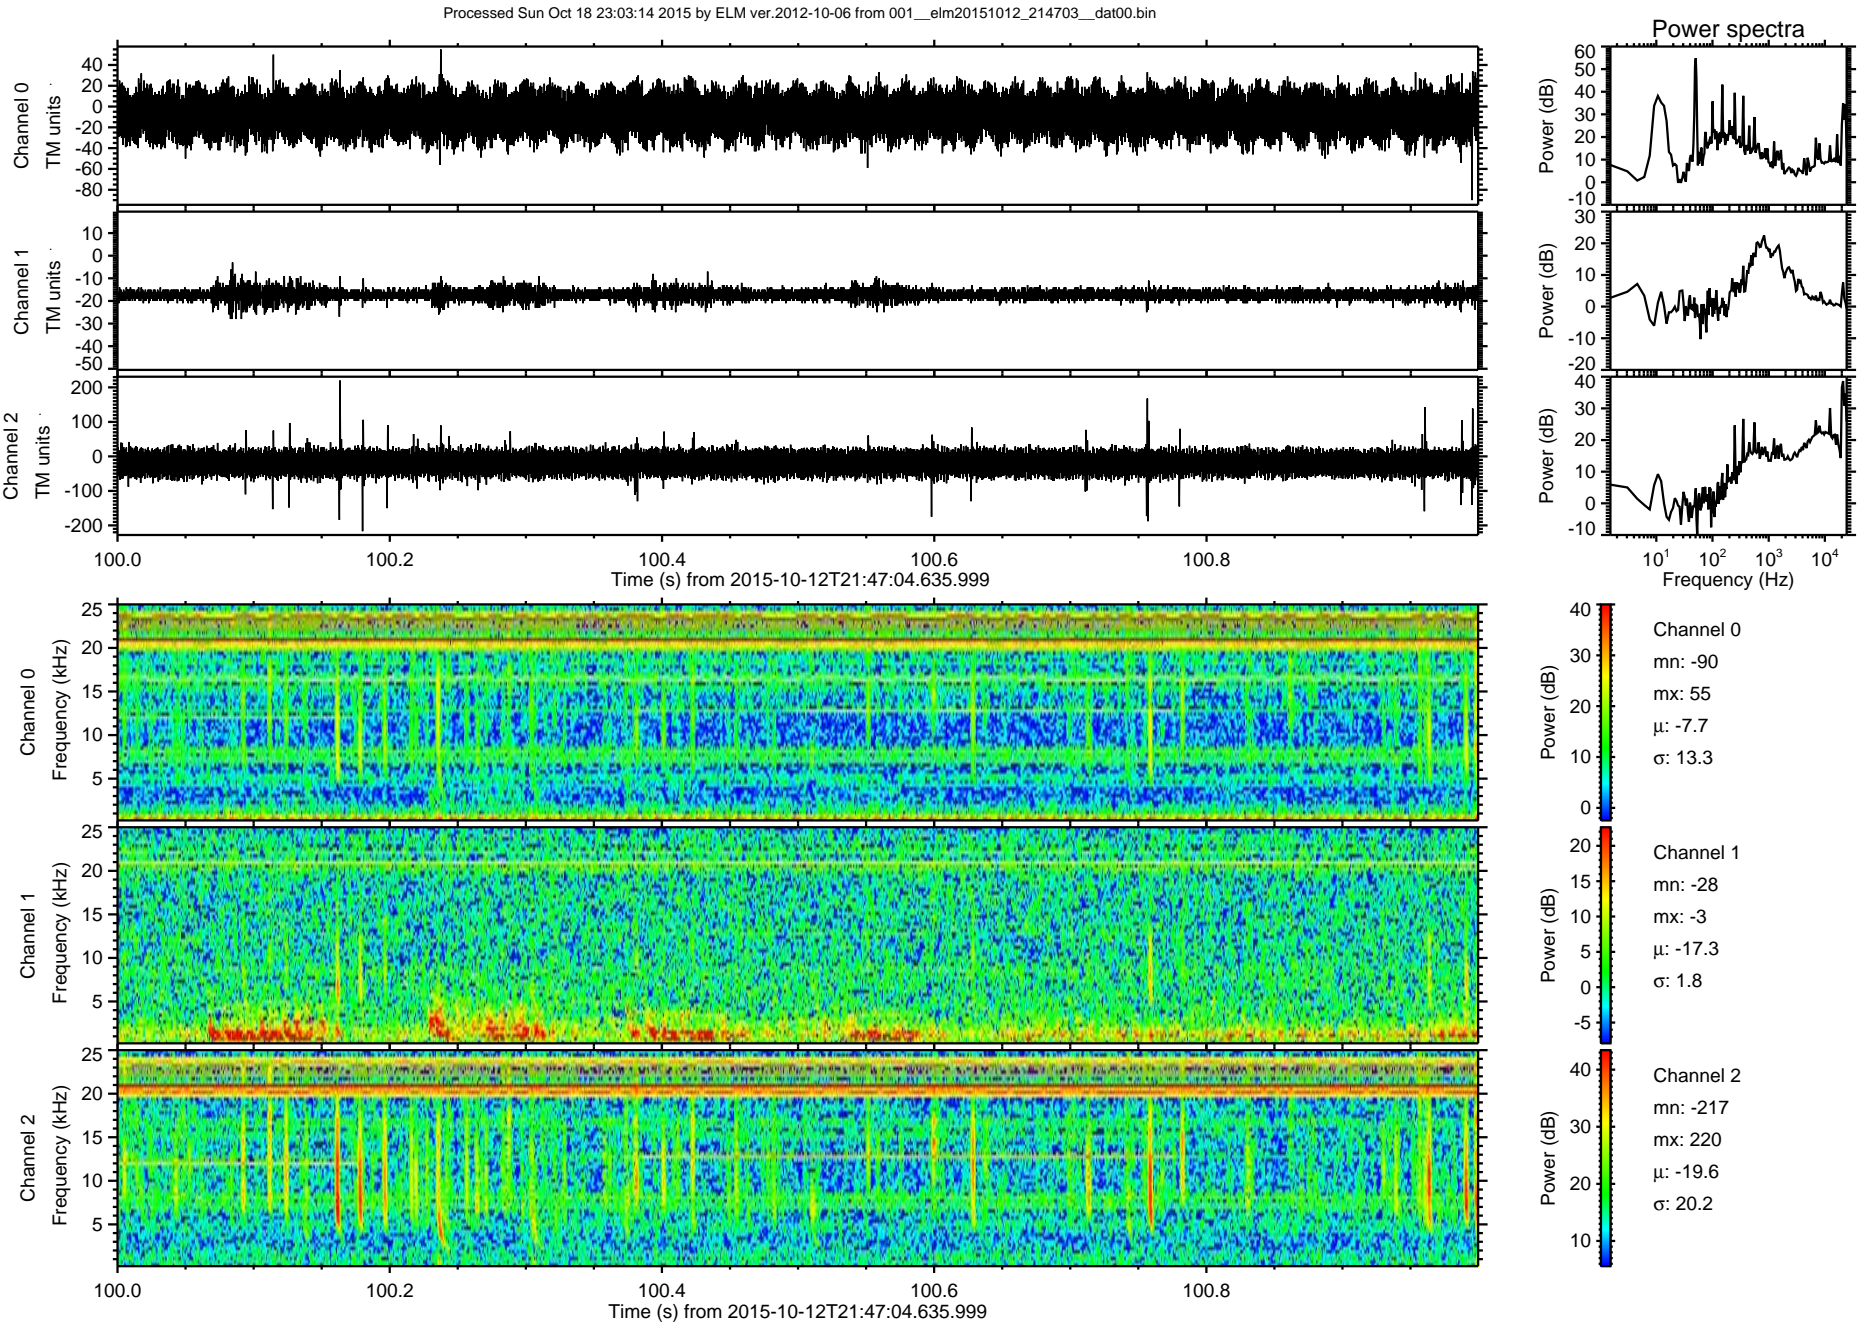 Processed Sun Oct 18 23:03:14 2015 by ELM ver.2012-10-06 from 001__elm20151012_214703__dat00.bin
Power spectra
Channel 0
TM units
40
20
0
-20
-40
-60
-80
Power (dB)
60
50
40
30
20
10
0
-10
Channel 1
TM units
10
0
-10
-20
-30
-40
-50
Power (dB)
30
20
10
0
-10
-20
Channel 2
TM units
200
100
0
-100
-200
Power (dB)
40
30
20
10
0
-10
100.0 100.2 100.4 100.6 100.8
Time (s) from 2015-10-12T21:47:04.635.999
10¹ 10² 10³ 10⁴
Frequency (Hz)
Channel 0
Frequency (kHz)
25
20
15
10
5
Power (dB)
40
30
20
10
0
Channel 0
mn: -90
mx: 55
μ: -7.7
σ: 13.3
Channel 1
Frequency (kHz)
25
20
15
10
5
Power (dB)
20
15
10
5
0
-5
Channel 1
mn: -28
mx: -3
μ: -17.3
σ: 1.8
Channel 2
Frequency (kHz)
25
20
15
10
5
Power (dB)
40
30
20
10
Channel 2
mn: -217
mx: 220
μ: -19.6
σ: 20.2
100.0 100.2 100.4 100.6 100.8
Time (s) from 2015-10-12T21:47:04.635.999